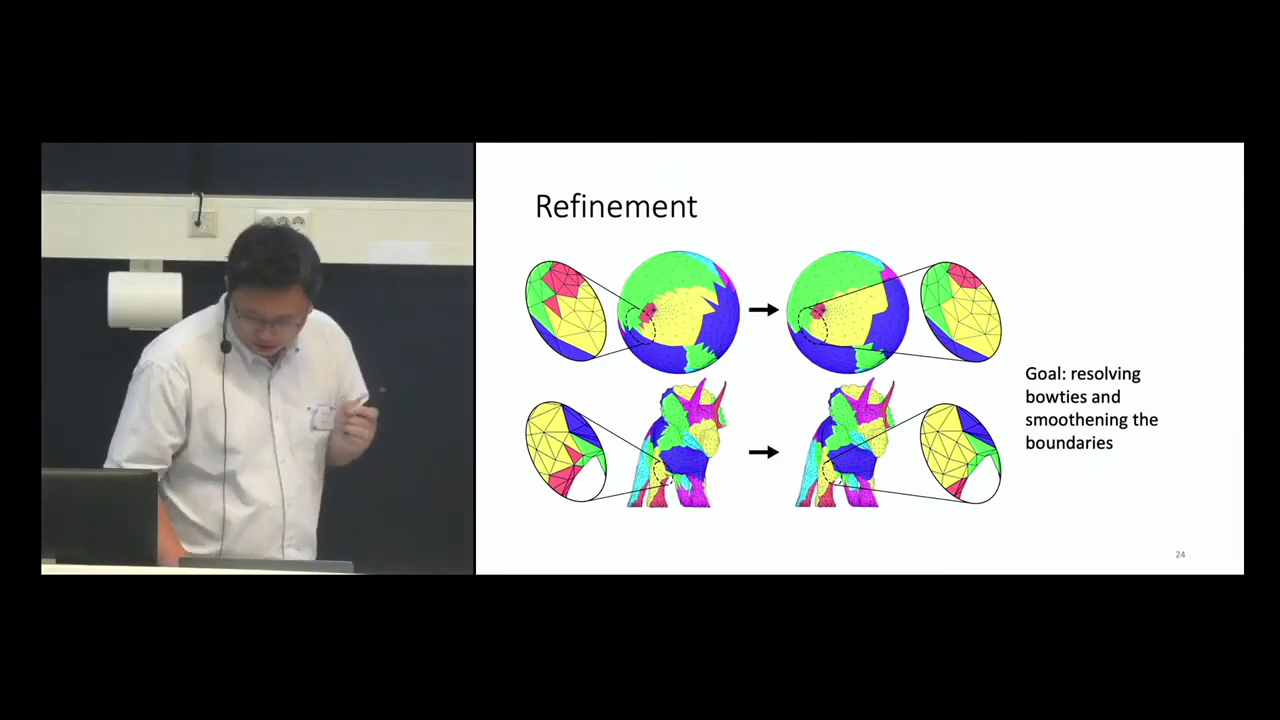 Refinement
Goal: resolving
bowties and
smoothening the
boundaries
24